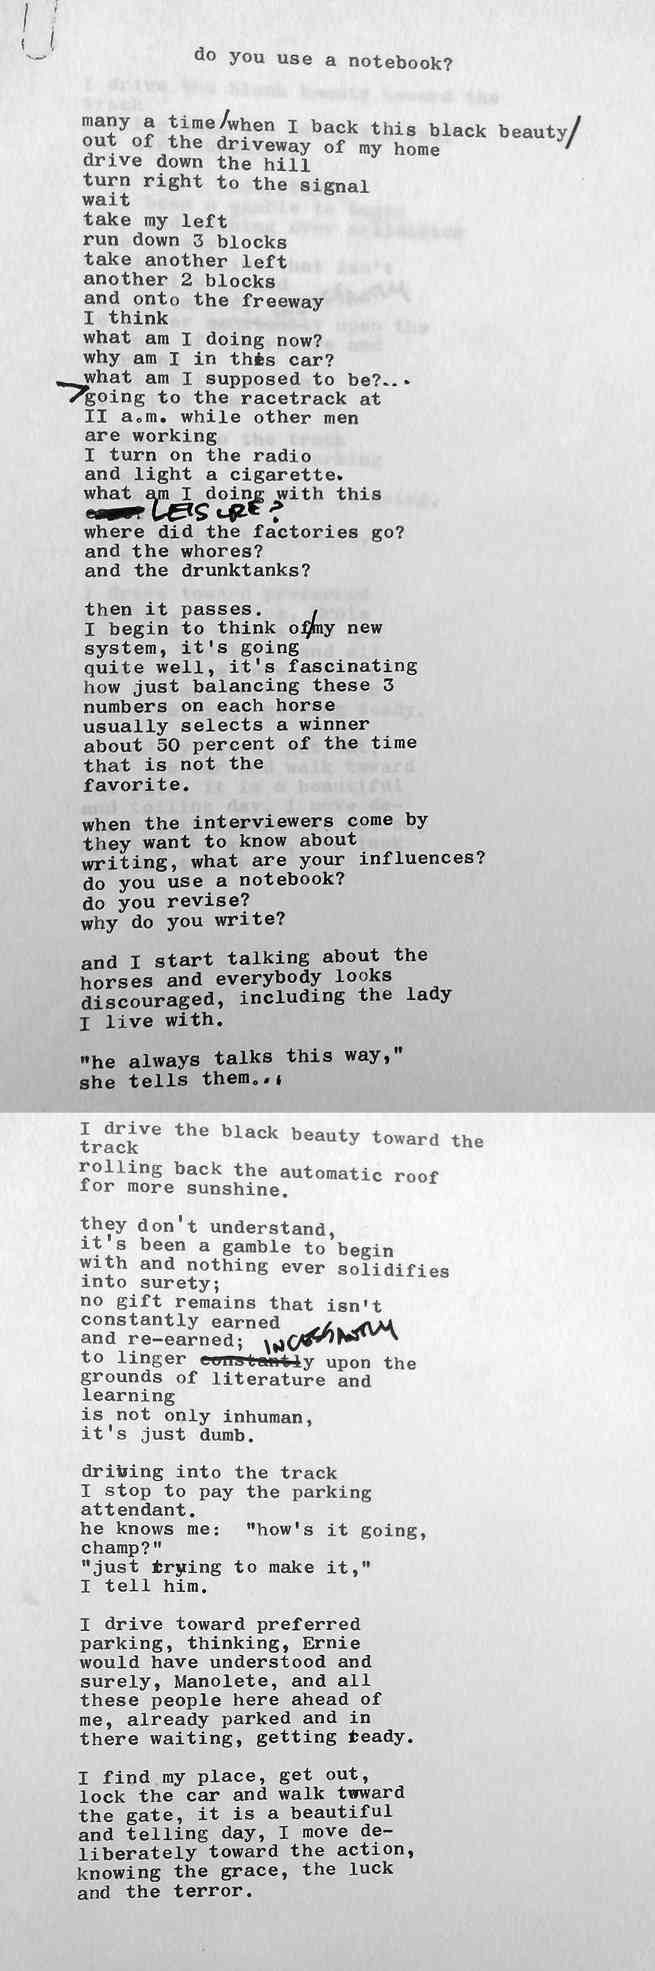 do you use a notebook?
many a time/when I back this black beauty/
out of the driveway of my home
drive down the hill
turn right to the signal
wait
take my left
run down 3 blocks
take another left
another 2 blocks
and onto the freeway
I think
what am I doing now?
why am I in this car?
what am I supposed to be?...
going to the racetrack at
II a.m. while other men
are working
I turn on the radio
and light a cigarette.
what am I doing with this
LEISURE?
where did the factories go?
and the whores?
and the drunktanks?
then it passes.
I begin to think of/my new
system, it's going
quite well, it's fascinating
how just balancing these 3
numbers on each horse
usually selects a winner
about 50 percent of the time
that is not the
favorite.
when the interviewers come by
they want to know about
writing, what are your influences?
do you use a notebook?
do you revise?
why do you write?
and I start talking about the
horses and everybody looks
discouraged, including the lady
I live with.
"he always talks this way,"
she tells them...
I drive the black beauty toward the
track
rolling back the automatic roof
for more sunshine.
they don't understand,
it's been a gamble to begin
with and nothing ever solidifies
into surety;
no gift remains that isn't
constantly earned
and re-earned; INCESSANTLY
to linger constantly upon the
grounds of literature and
learning
is not only inhuman,
it's just dumb.
driving into the track
I stop to pay the parking
attendant.
he knows me: "how's it going,
champ?"
"just trying to make it,"
I tell him.
I drive toward preferred
parking, thinking, Ernie
would have understood and
surely, Manolete, and all
these people here ahead of
me, already parked and in
there waiting, getting ready.
I find my place, get out,
lock the car and walk toward
the gate, it is a beautiful
and telling day, I move de-
liberately toward the action,
knowing the grace, the luck
and the terror.